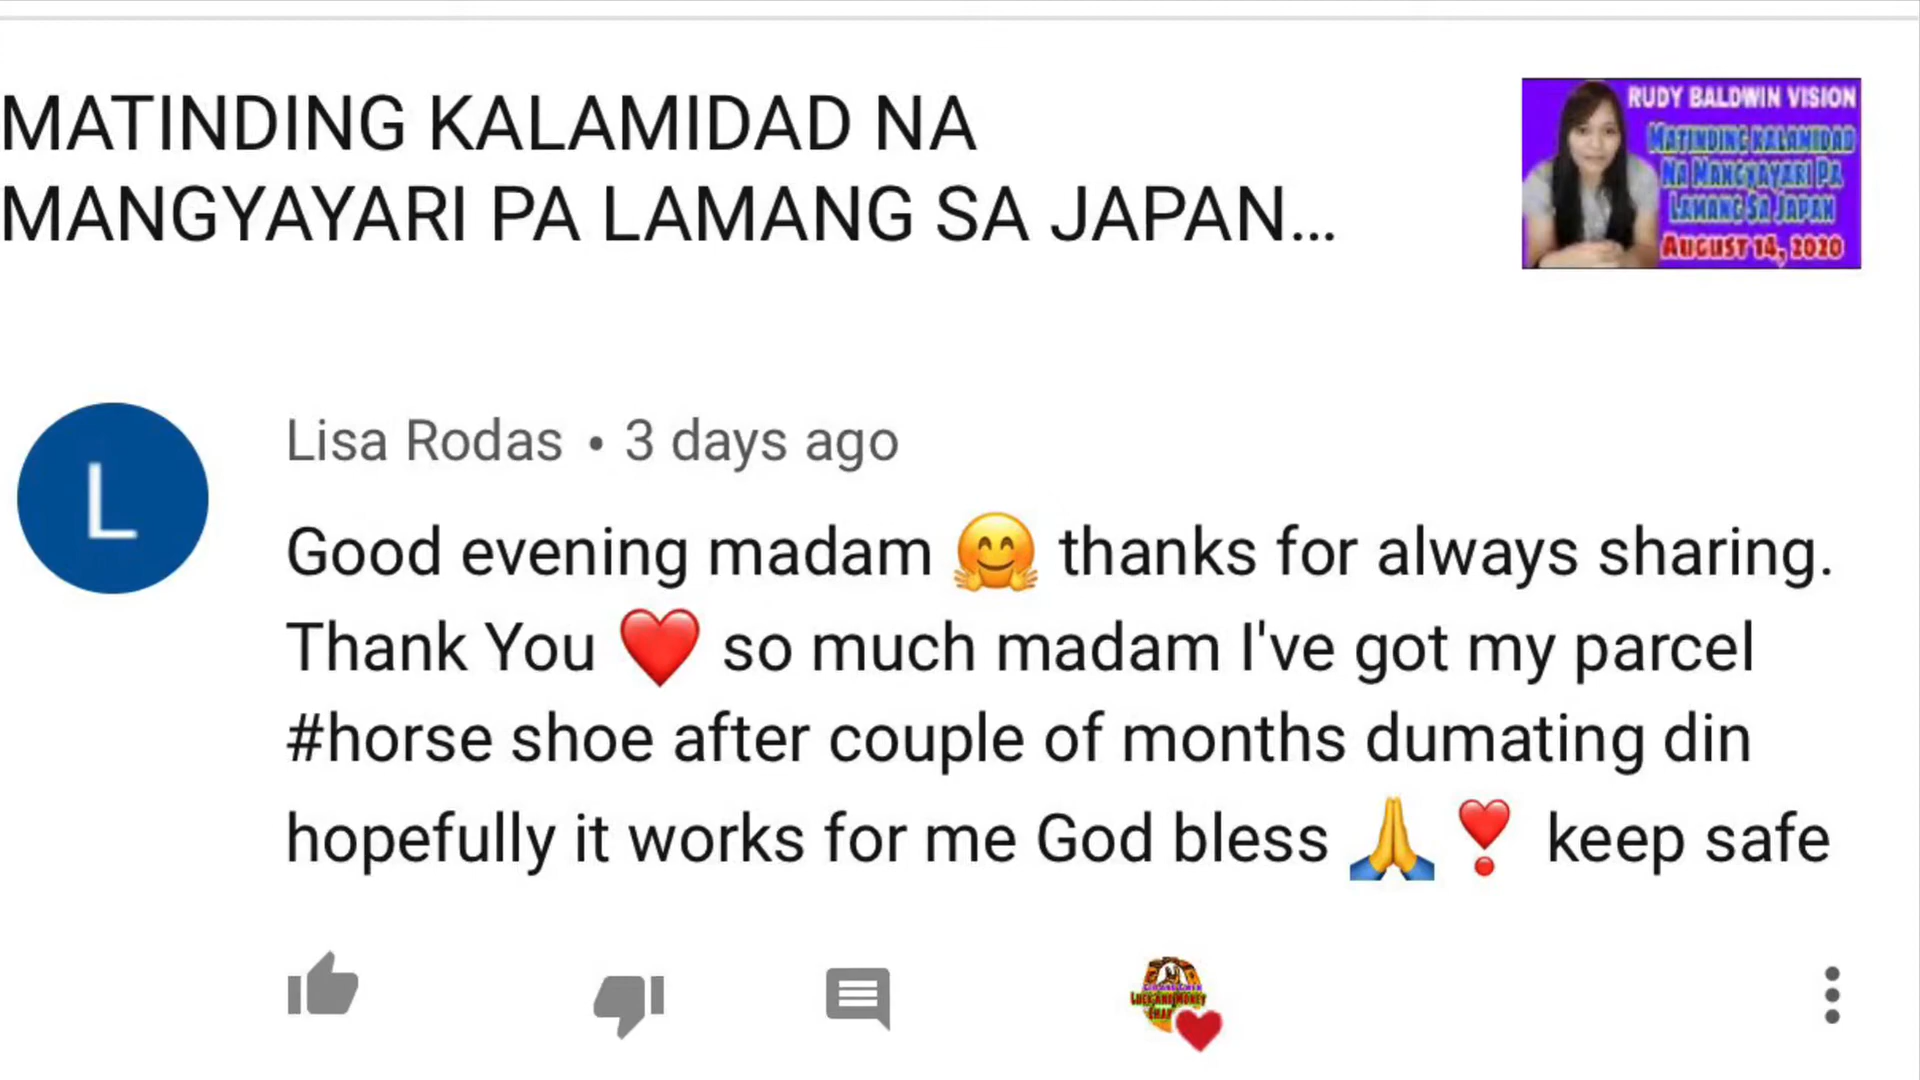 MATINDING KALAMIDAD NA
MANGYAYARI PA LAMANG SA JAPAN...
RUDY BALDWIN VISION
MATINDING KALAMIDAD
NA MANGYAYARI PA
LAMANG SA JAPAN
AUGUST 14, 2020
L
Lisa Rodas • 3 days ago
Good evening madam 🤗 thanks for always sharing.
Thank You ❤️ so much madam I've got my parcel
#horse shoe after couple of months dumating din
hopefully it works for me God bless 🙏❣️ keep safe
LUCK AND MONEY